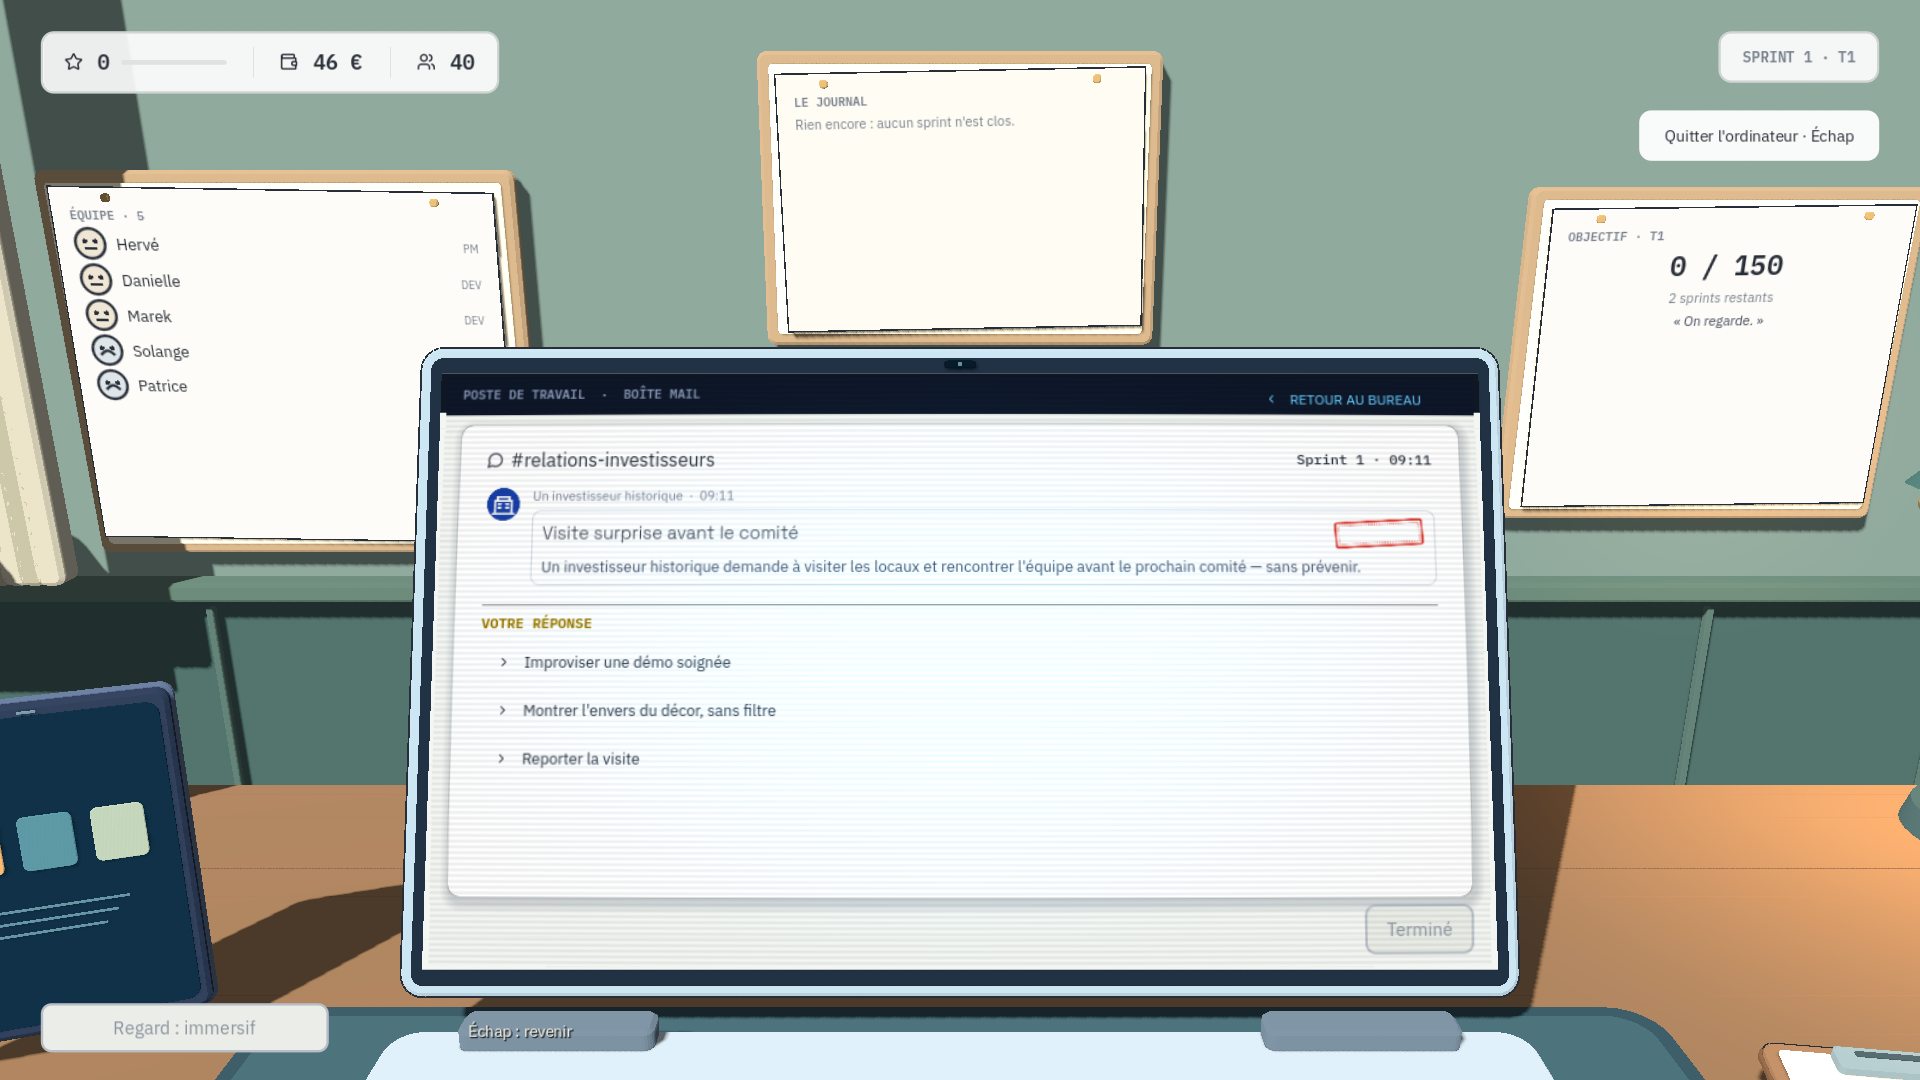 0
46 €
40
SPRINT 1 · T1
Quitter l'ordinateur · Échap
LE JOURNAL
Rien encore : aucun sprint n'est clos.
ÉQUIPE · 5
Hervé PM
Danielle DEV
Marek DEV
Solange
Patrice
OBJECTIF · T1
0 / 150
2 sprints restants
« On regarde. »
POSTE DE TRAVAIL · BOÎTE MAIL
‹ RETOUR AU BUREAU
#relations-investisseurs
Sprint 1 · 09:11
Un investisseur historique · 09:11
Visite surprise avant le comité
Un investisseur historique demande à visiter les locaux et rencontrer l'équipe avant le prochain comité — sans prévenir.
VOTRE RÉPONSE
› Improviser une démo soignée
› Montrer l'envers du décor, sans filtre
› Reporter la visite
Terminé
Regard : immersif
Échap : revenir